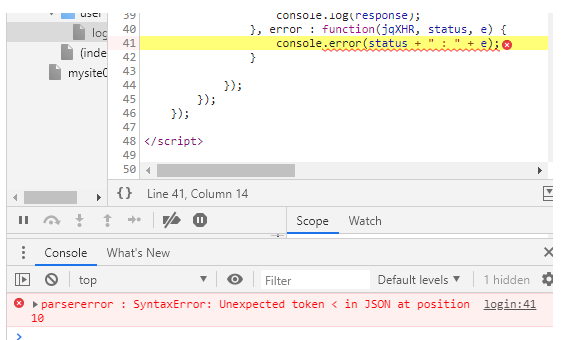 user
log
(inde
mysite0
39 console.log(response);
40 }, error : function(jqXHR, status, e) {
41 console.error(status + " : " + e);
42 }
43
44 });
45 });
46 });
47
48 </script>
49
50
{} Line 41, Column 14
Scope Watch
Console What's New
top Filter Default levels 1 hidden
parsererror : SyntaxError: Unexpected token < in JSON at position login:41
10